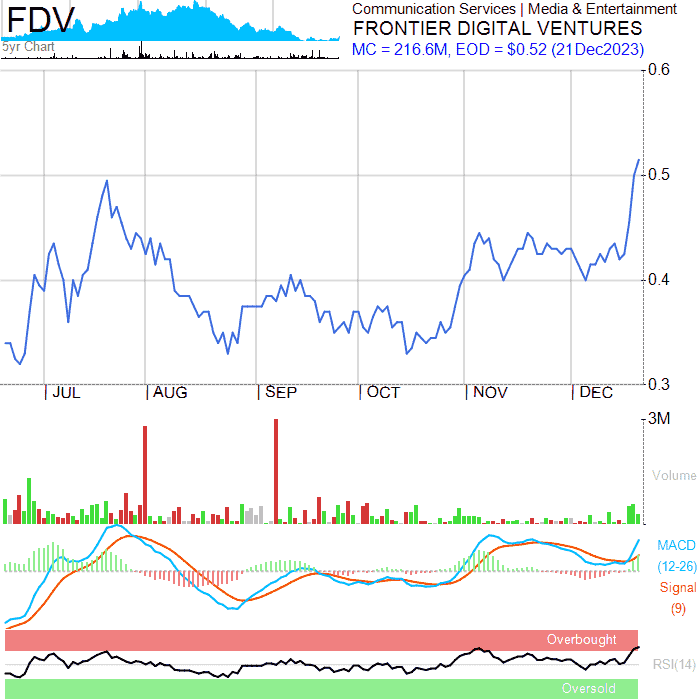 FDV
5yr Chart
Communication Services | Media & Entertainment
FRONTIER DIGITAL VENTURES
MC = 216.6M, EOD = $0.52 (21Dec2023)
0.6
0.5
0.4
0.3
JUL AUG SEP OCT NOV DEC
3M
Volume
MACD
(12-26)
Signal
(9)
Overbought
RSI(14)
Oversold